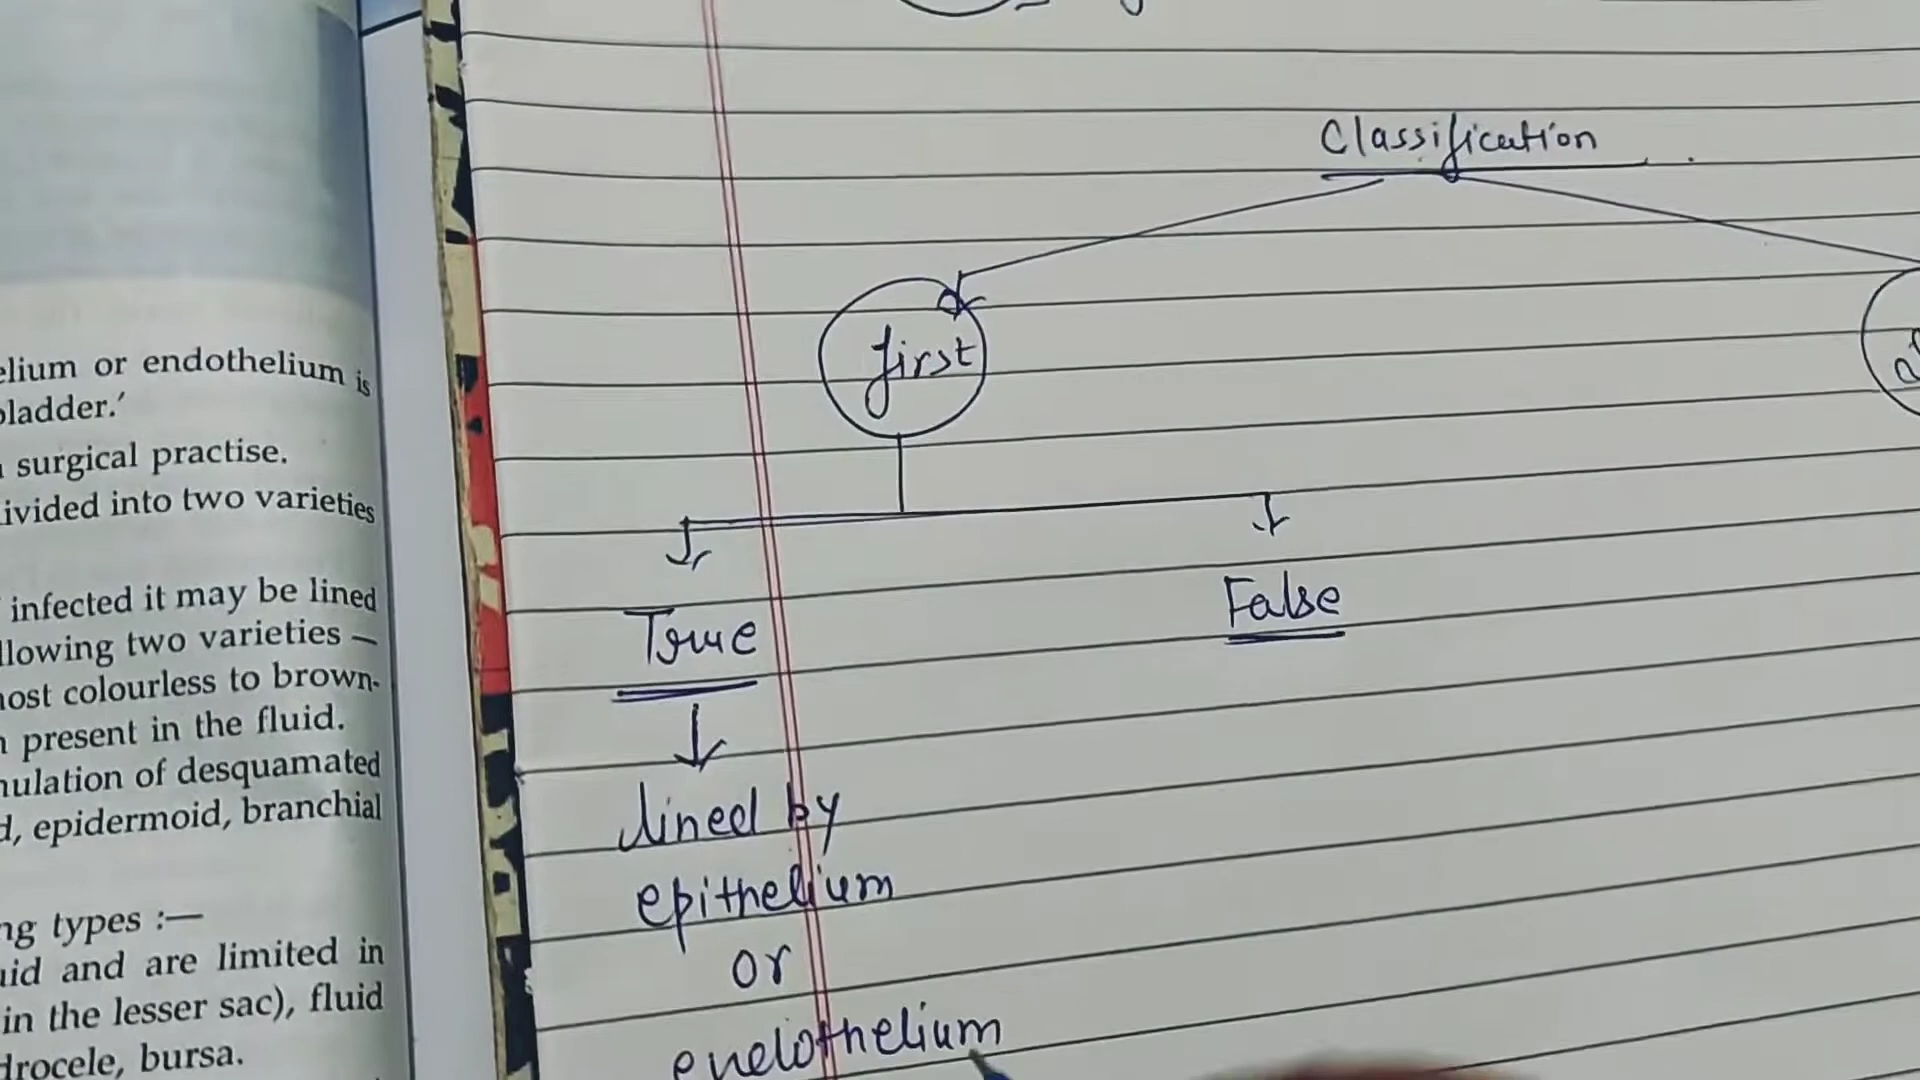 elium or endothelium is
bladder.'
surgical practise.
ivided into two varieties
infected it may be lined
llowing two varieties —
most colourless to brown-
present in the fluid.
mulation of desquamated
d, epidermoid, branchial
ng types :—
uid and are limited in
in the lesser sac), fluid
drocele, bursa.
Classification
first
True
False
lined by
epithelium
or
endothelium